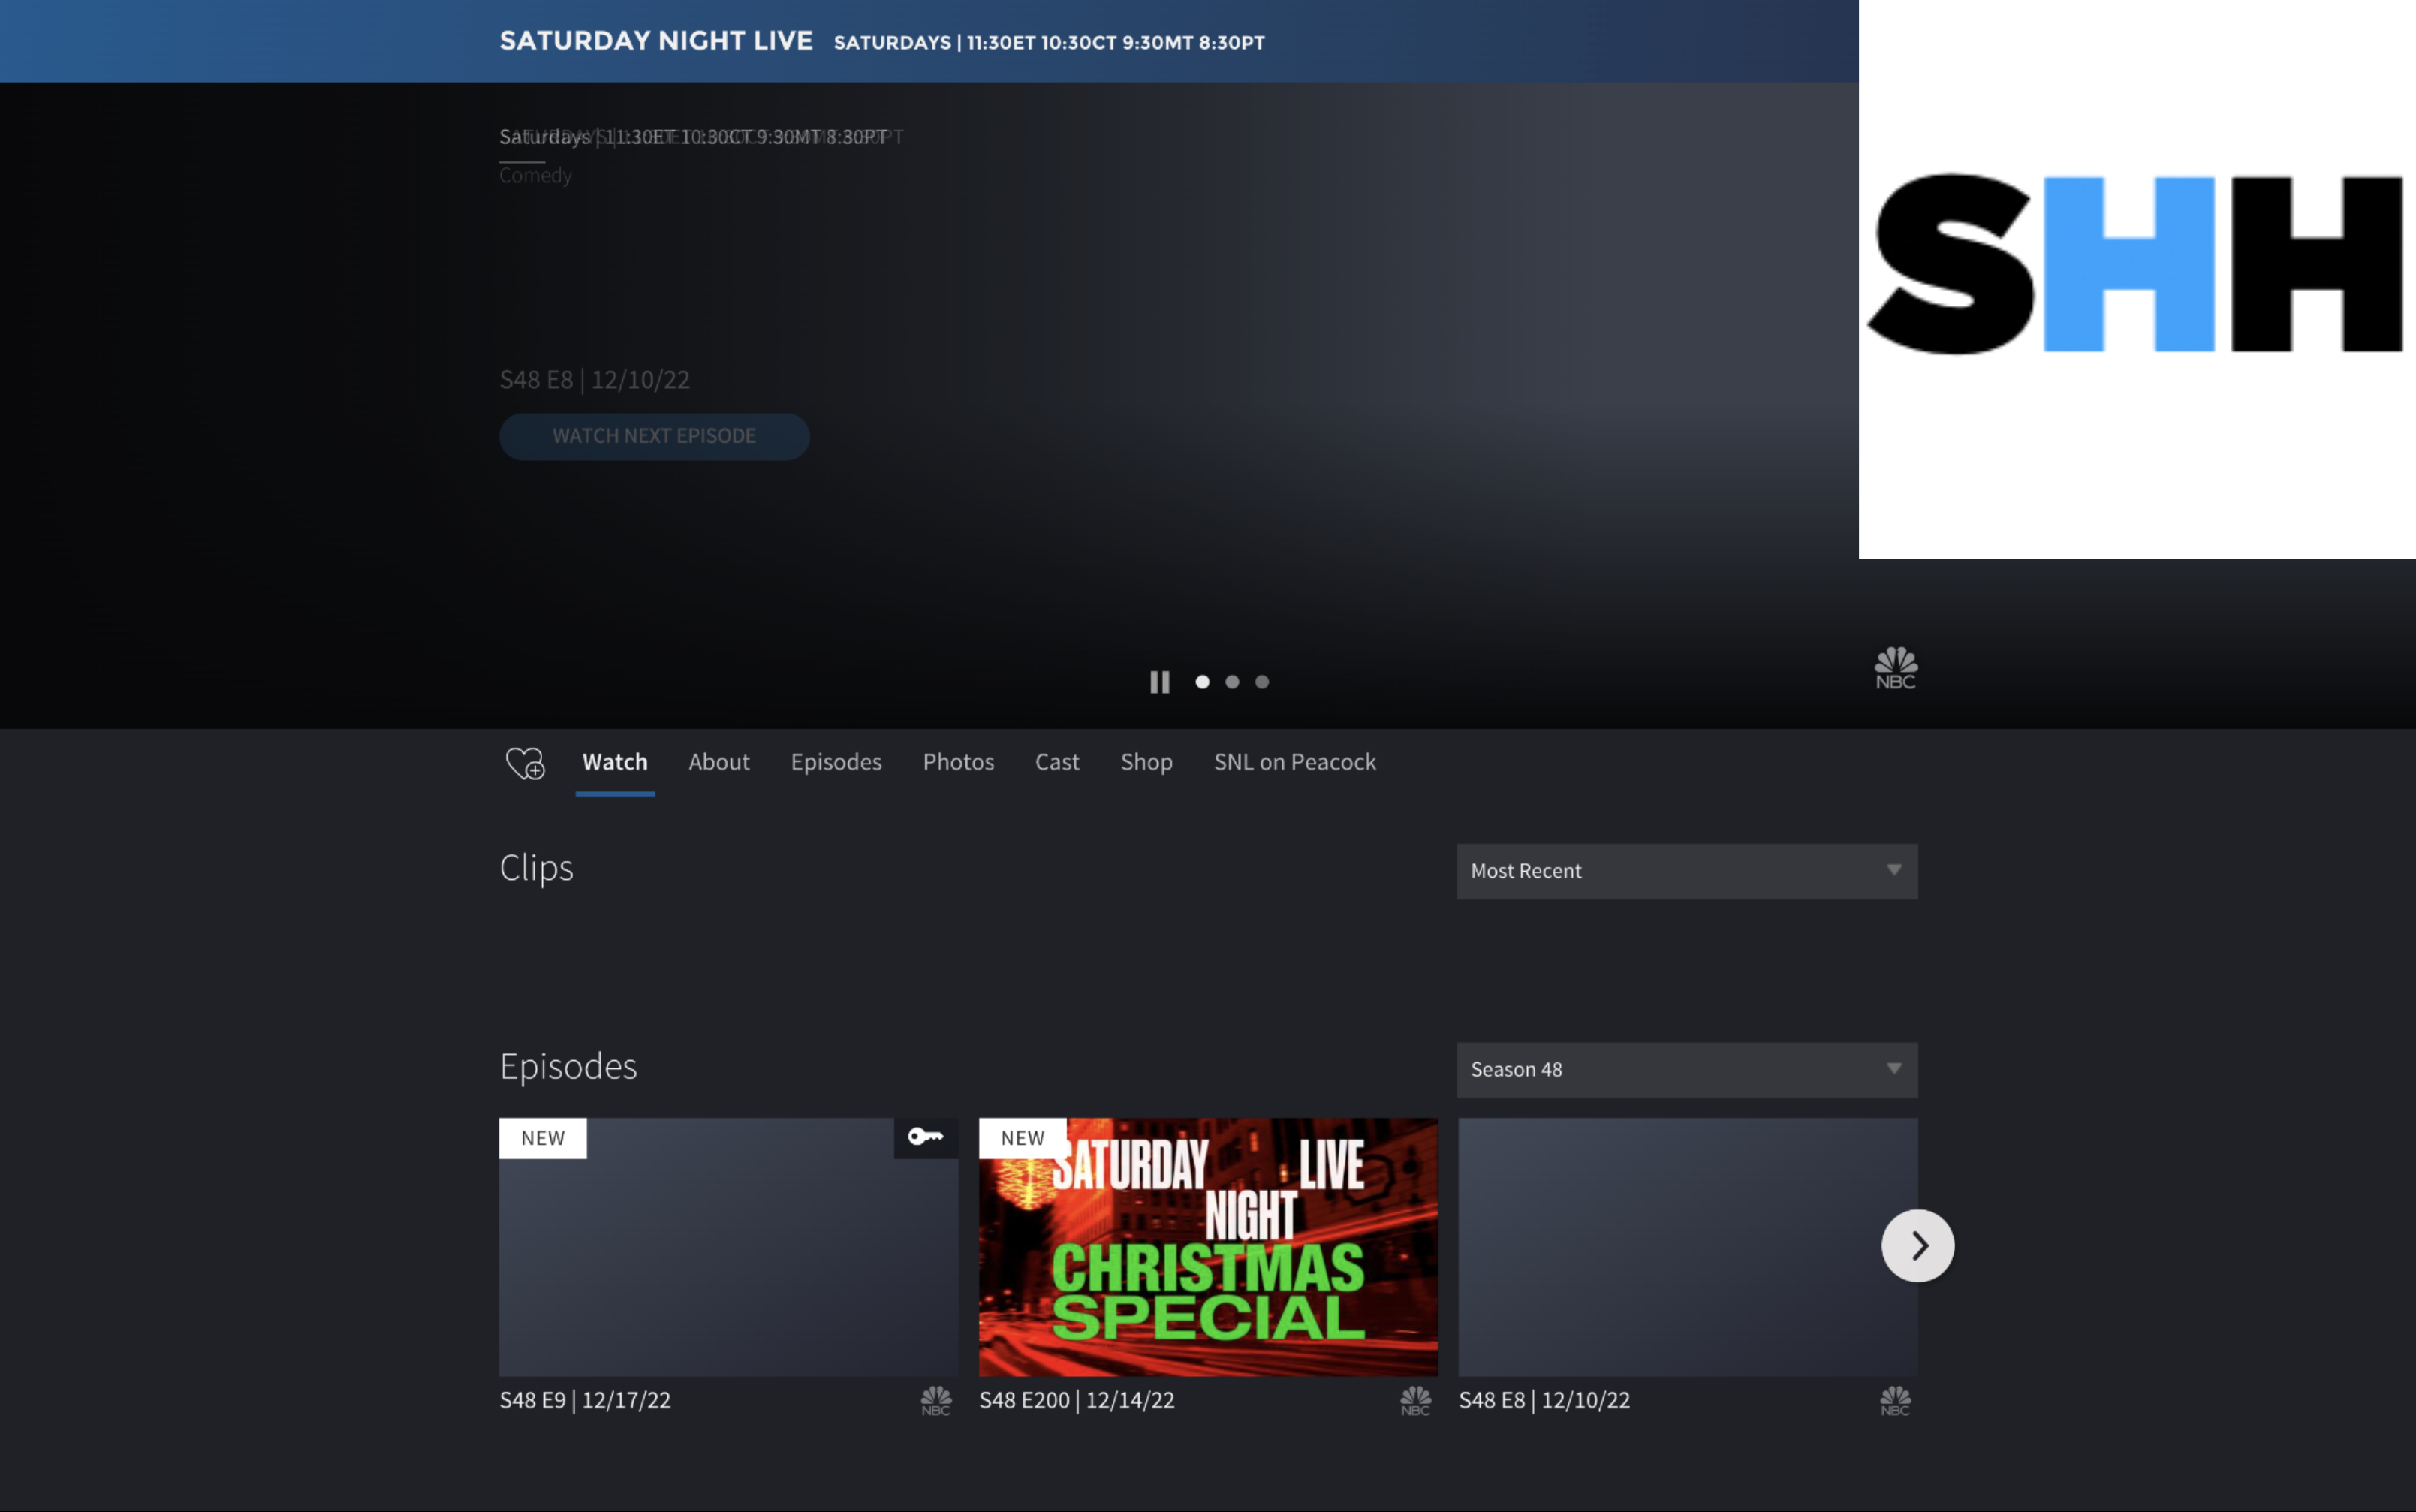 SATURDAY NIGHT LIVE SATURDAYS | 11:30ET 10:30CT 9:30MT 8:30PT
SHH
Saturdays | 11:30ET 10:30CT 9:30MT 8:30PT
Comedy
S48 E8 | 12/10/22
WATCH NEXT EPISODE
NBC
Watch About Episodes Photos Cast Shop SNL on Peacock
Clips
Most Recent
Episodes
Season 48
NEW
NEW
SATURDAY LIVE
NIGHT
CHRISTMAS
SPECIAL
S48 E9 | 12/17/22
NBC
S48 E200 | 12/14/22
NBC
S48 E8 | 12/10/22
NBC